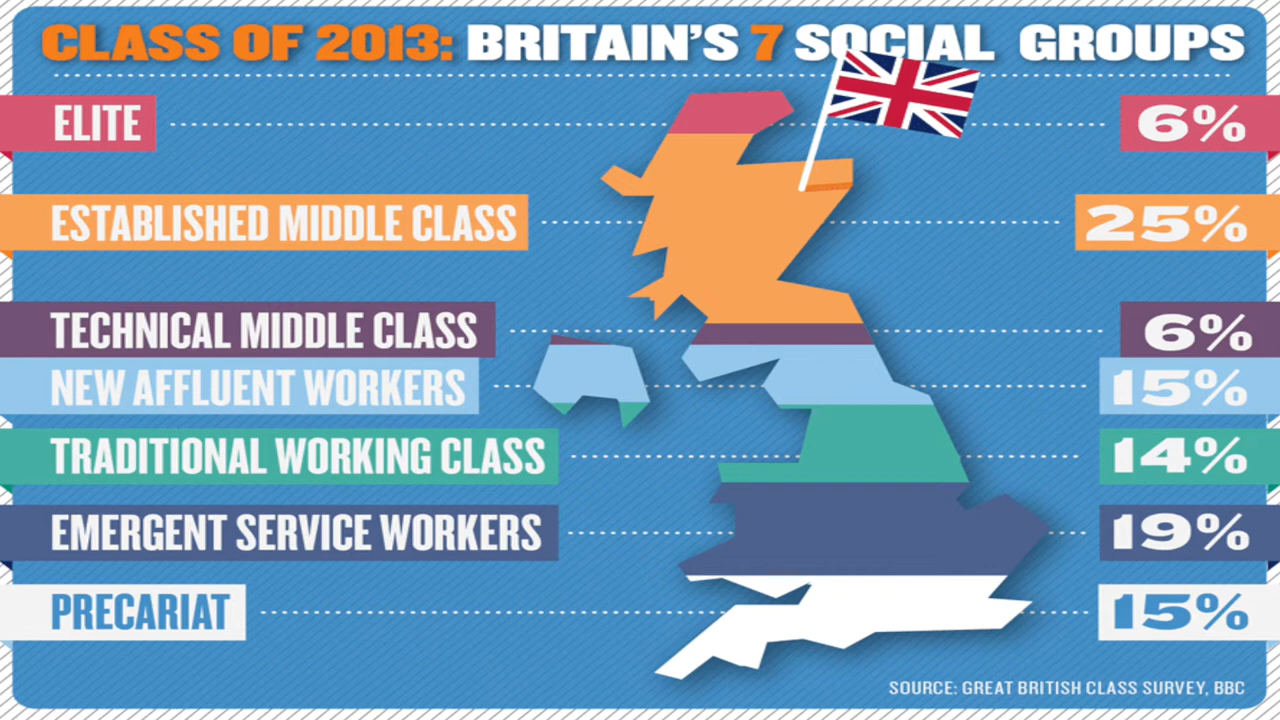 CLASS OF 2013: BRITAIN'S 7 SOCIAL GROUPS
ELITE 6%
ESTABLISHED MIDDLE CLASS 25%
TECHNICAL MIDDLE CLASS 6%
NEW AFFLUENT WORKERS 15%
TRADITIONAL WORKING CLASS 14%
EMERGENT SERVICE WORKERS 19%
PRECARIAT 15%
SOURCE: GREAT BRITISH CLASS SURVEY, BBC